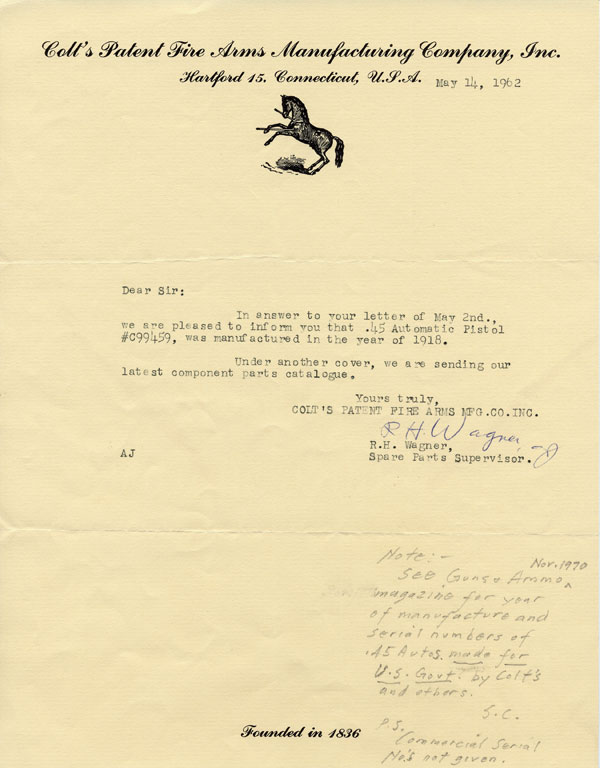 Colt's Patent Fire Arms Manufacturing Company, Inc.
Hartford 15, Connecticut, U.S.A.
May 14, 1962
Dear Sir:
In answer to your letter of May 2nd.,
we are pleased to inform you that .45 Automatic Pistol
#C99459, was manufactured in the year of 1918.
Under another cover, we are sending our
latest component parts catalogue.
Yours truly,
COLT'S PATENT FIRE ARMS MFG.CO.INC.
R.H. Wagner
R.H. Wagner,
AJ
Spare Parts Supervisor.
Note:-
Nov. 1970
See Guns & Ammo
magazine for year
of manufacture and
serial numbers of
.45 Autos. made for
U.S. Govt. by Colt's
and others.
S.C.
P.S.
Commercial Serial
No's not given.
Founded in 1836